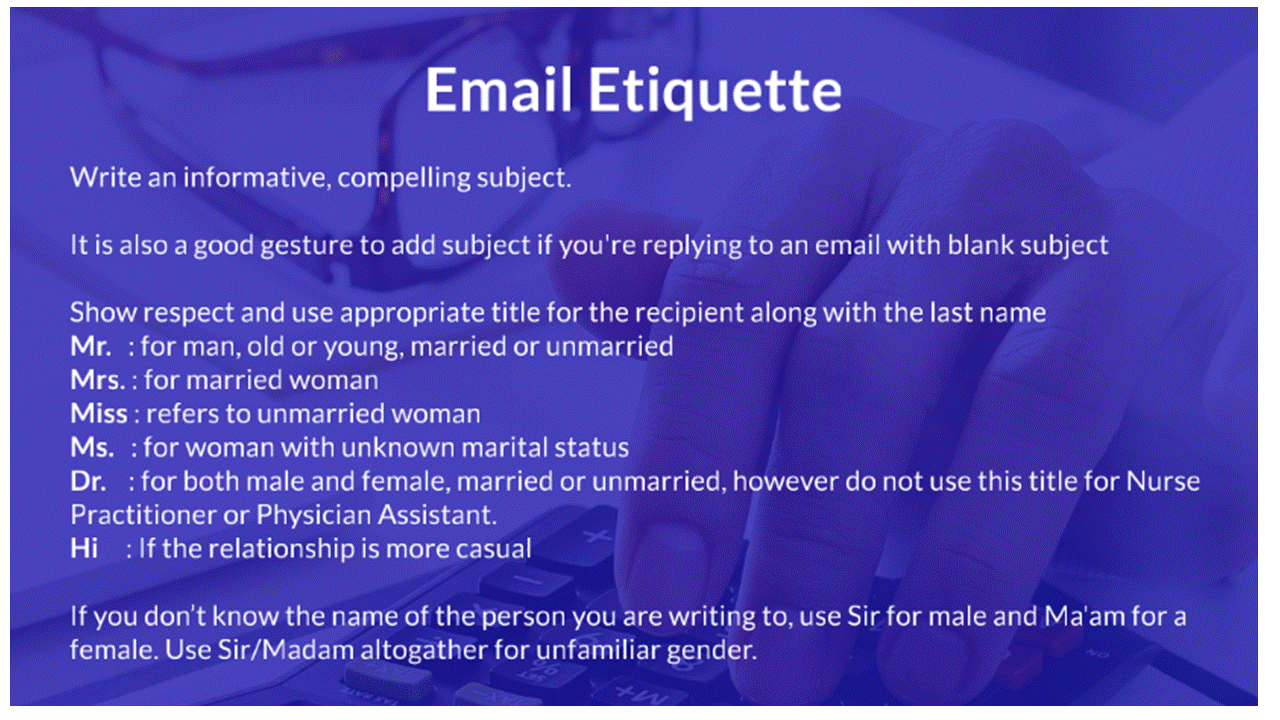 Email Etiquette
Write an informative, compelling subject.
It is also a good gesture to add subject if you're replying to an email with blank subject
Show respect and use appropriate title for the recipient along with the last name
Mr. : for man, old or young, married or unmarried
Mrs. : for married woman
Miss : refers to unmarried woman
Ms. : for woman with unknown marital status
Dr. : for both male and female, married or unmarried, however do not use this title for Nurse
Practitioner or Physician Assistant.
Hi : If the relationship is more casual
If you don’t know the name of the person you are writing to, use Sir for male and Ma'am for a
female. Use Sir/Madam altogather for unfamiliar gender.